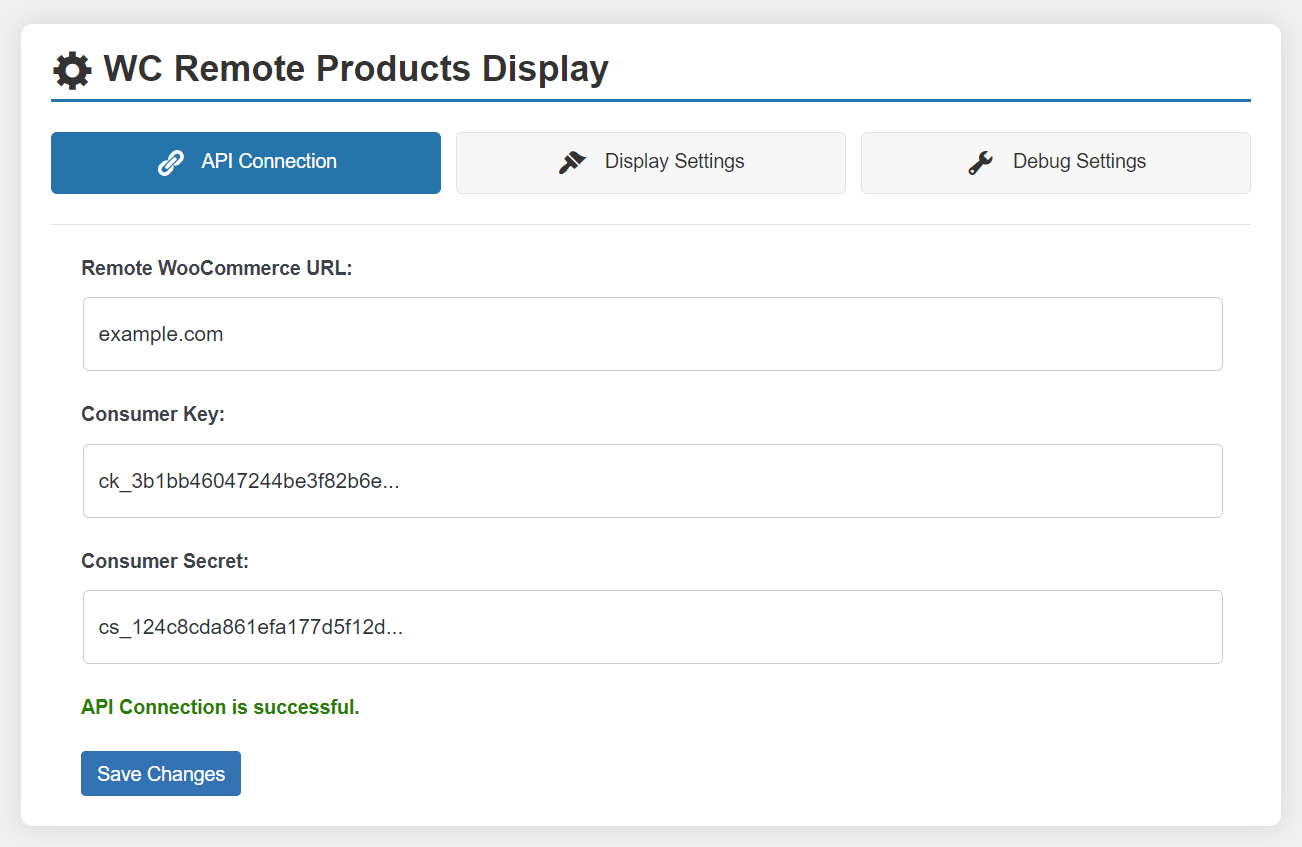 WC Remote Products Display
API Connection
Display Settings
Debug Settings
Remote WooCommerce URL:
example.com
Consumer Key:
ck_3b1bb46047244be3f82b6e...
Consumer Secret:
cs_124c8cda861efa177d5f12d...
API Connection is successful.
Save Changes